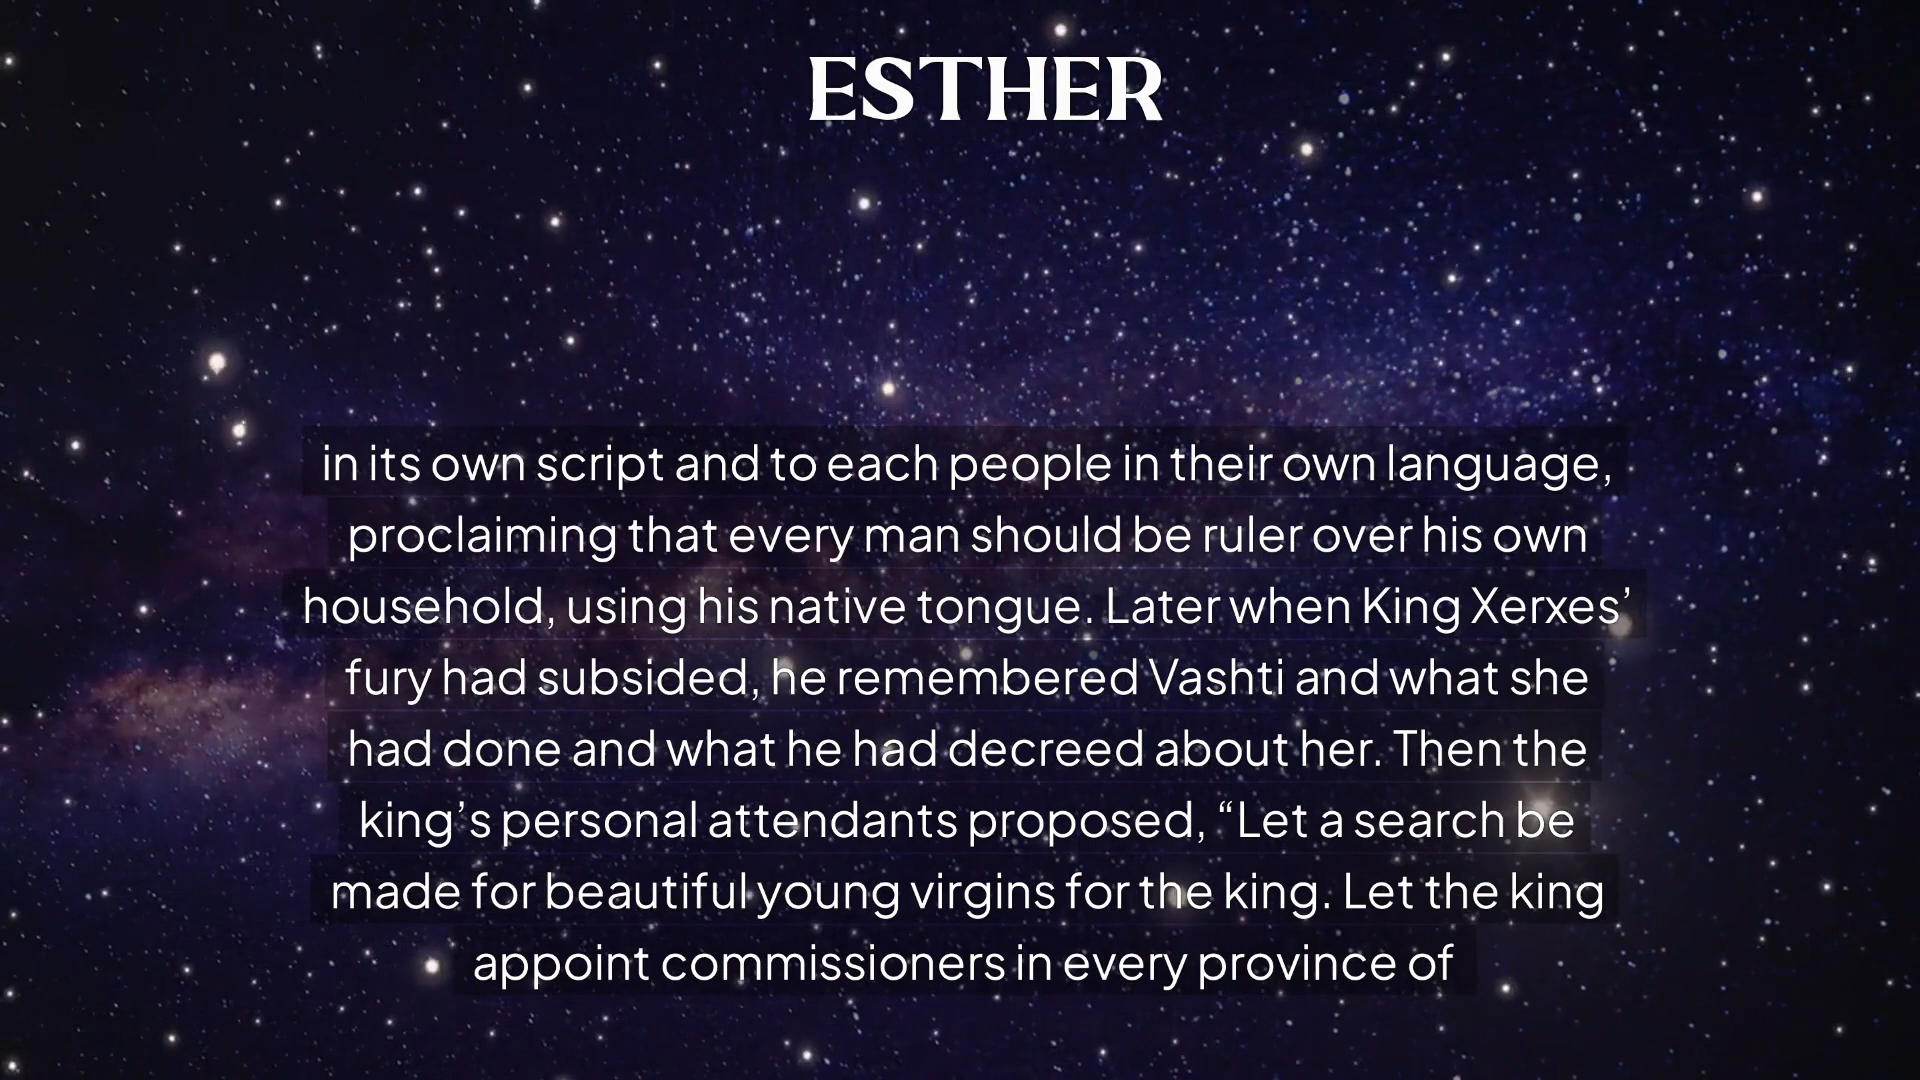 ESTHER
in its own script and to each people in their own language,
proclaiming that every man should be ruler over his own
household, using his native tongue. Later when King Xerxes’
fury had subsided, he remembered Vashti and what she
had done and what he had decreed about her. Then the
king’s personal attendants proposed, “Let a search be
made for beautiful young virgins for the king. Let the king
appoint commissioners in every province of